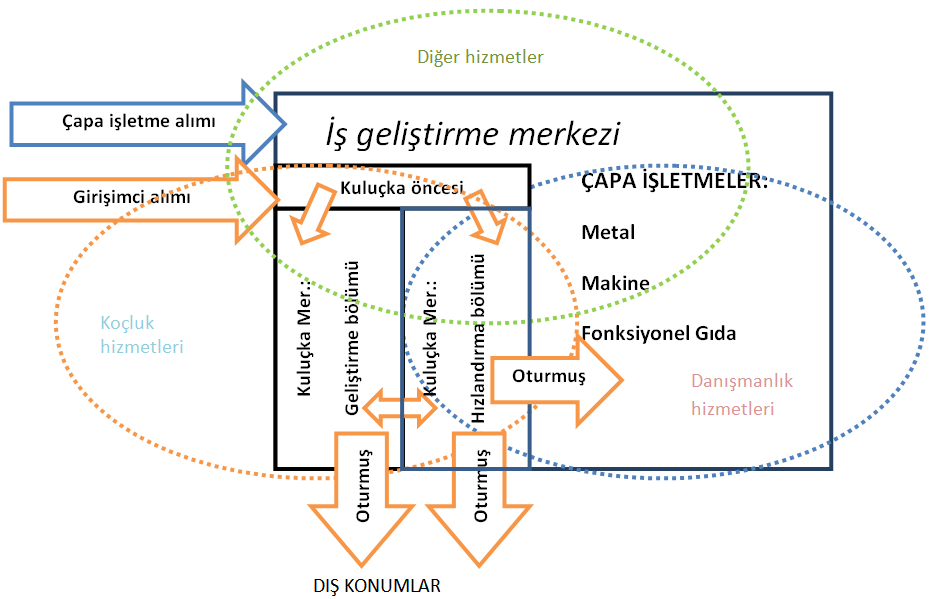 Diğer hizmetler
Çapa işletme alımı
İş geliştirme merkezi
Girişimci alımı
Kuluçka öncesi
ÇAPA İŞLETMELER:
Metal
Makine
Fonksiyonel Gıda
Koçluk
hizmetleri
Kuluçka Mer.:
Geliştirme bölümü
Kuluçka Mer.:
Hızlandırma bölümü
Oturmuş
Danışmanlık
hizmetleri
Oturmuş
Oturmuş
DIŞ KONUMLAR